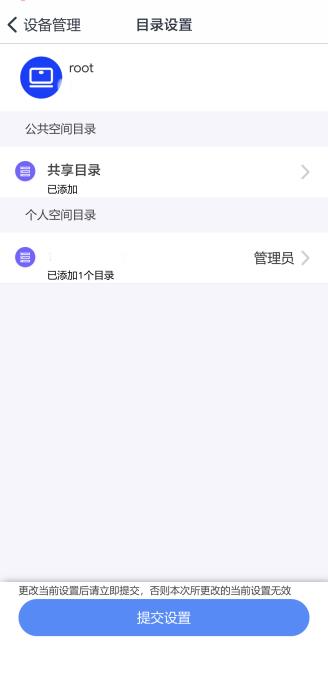 设备管理
目录设置
root
公共空间目录
共享目录
已添加
个人空间目录
管理员
已添加1个目录
更改当前设置后请立即提交，否则本次所更改的当前设置无效
提交设置